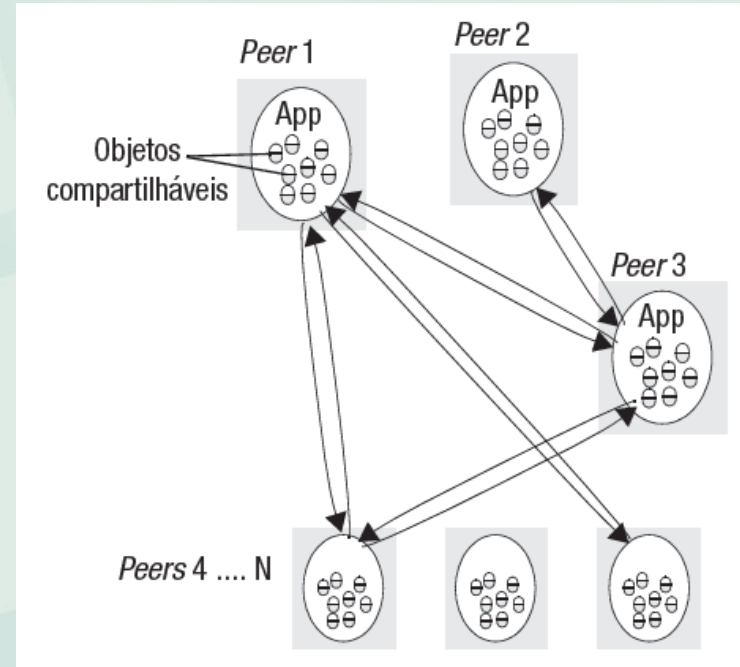 Peer 1
Peer 2
App
App
Objetos
compartilháveis
Peer 3
App
Peers 4 .... N